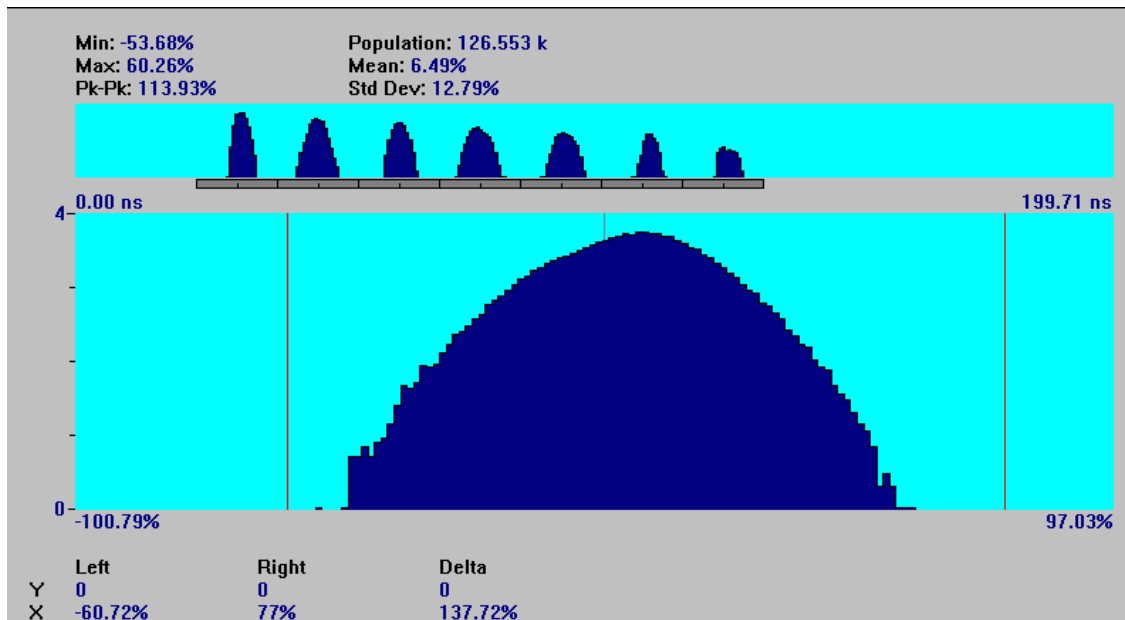 Min: -53.68% Population: 126.553 k
Max: 60.26% Mean: 6.49%
Pk-Pk: 113.93% Std Dev: 12.79%
0.00 ns 199.71 ns
4
0
-100.79% 97.03%
Left Right Delta
Y 0 0 0
X -60.72% 77% 137.72%